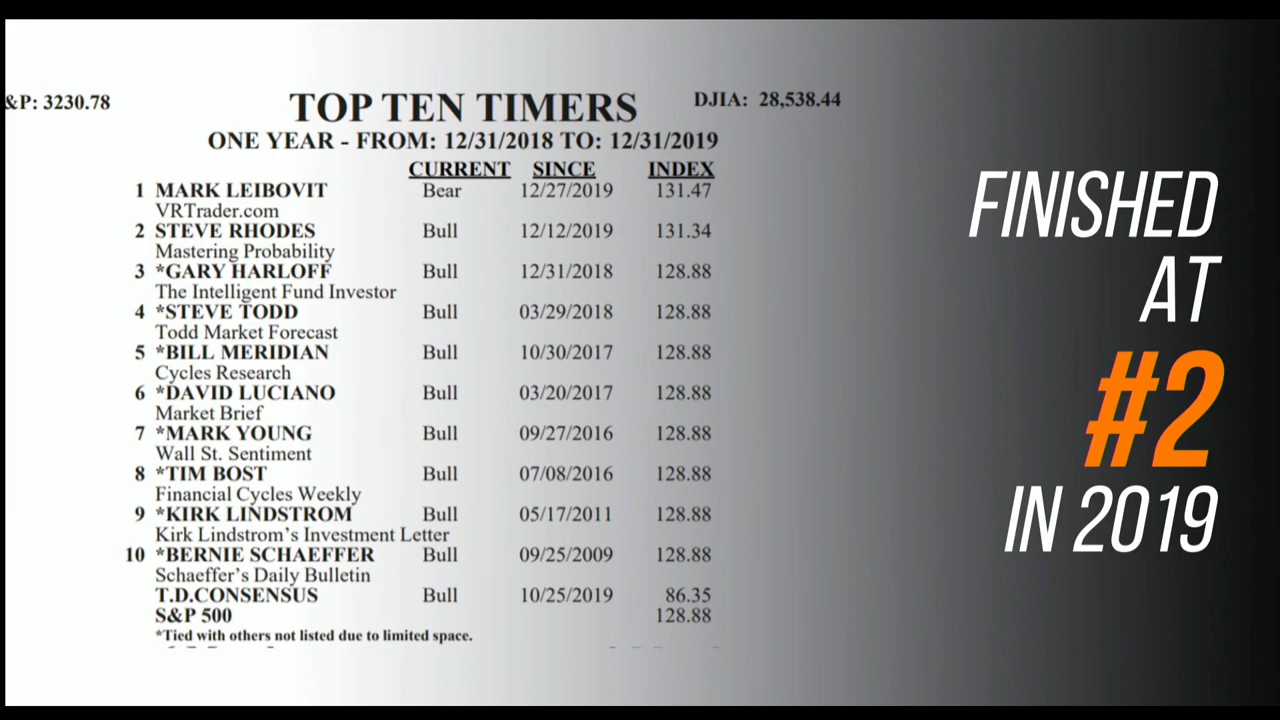 &P: 3230.78
TOP TEN TIMERS
DJIA: 28,538.44
ONE YEAR - FROM: 12/31/2018 TO: 12/31/2019
CURRENT SINCE INDEX
1 MARK LEIBOVIT Bear 12/27/2019 131.47
VRTrader.com
2 STEVE RHODES Bull 12/12/2019 131.34
Mastering Probability
3 *GARY HARLOFF Bull 12/31/2018 128.88
The Intelligent Fund Investor
4 *STEVE TODD Bull 03/29/2018 128.88
Todd Market Forecast
5 *BILL MERIDIAN Bull 10/30/2017 128.88
Cycles Research
6 *DAVID LUCIANO Bull 03/20/2017 128.88
Market Brief
7 *MARK YOUNG Bull 09/27/2016 128.88
Wall St. Sentiment
8 *TIM BOST Bull 07/08/2016 128.88
Financial Cycles Weekly
9 *KIRK LINDSTROM Bull 05/17/2011 128.88
Kirk Lindstrom's Investment Letter
10 *BERNIE SCHAEFFER Bull 09/25/2009 128.88
Schaeffer's Daily Bulletin
T.D.CONSENSUS Bull 10/25/2019 86.35
S&P 500 128.88
*Tied with others not listed due to limited space.
FINISHED
AT
#2
IN 2019